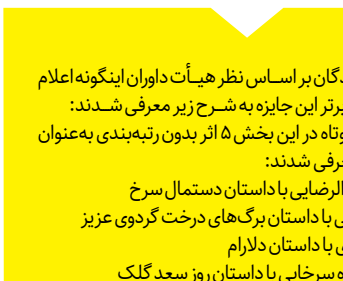 دگان بر اساس نظر هیأت داوران اینگونه اعلام
برتر این جایزه به شرح زیر معرفی شدند:
وتاه در این بخش ۵ اثر بدون رتبه‌بندی به‌عنوان
رفی شدند:
الرضایی با داستان دستمال سرخ
ی با داستان برگ‌های درخت گردوی عزیز
ی با داستان دلارام
ه سرخابی با داستان روز سعد گلک